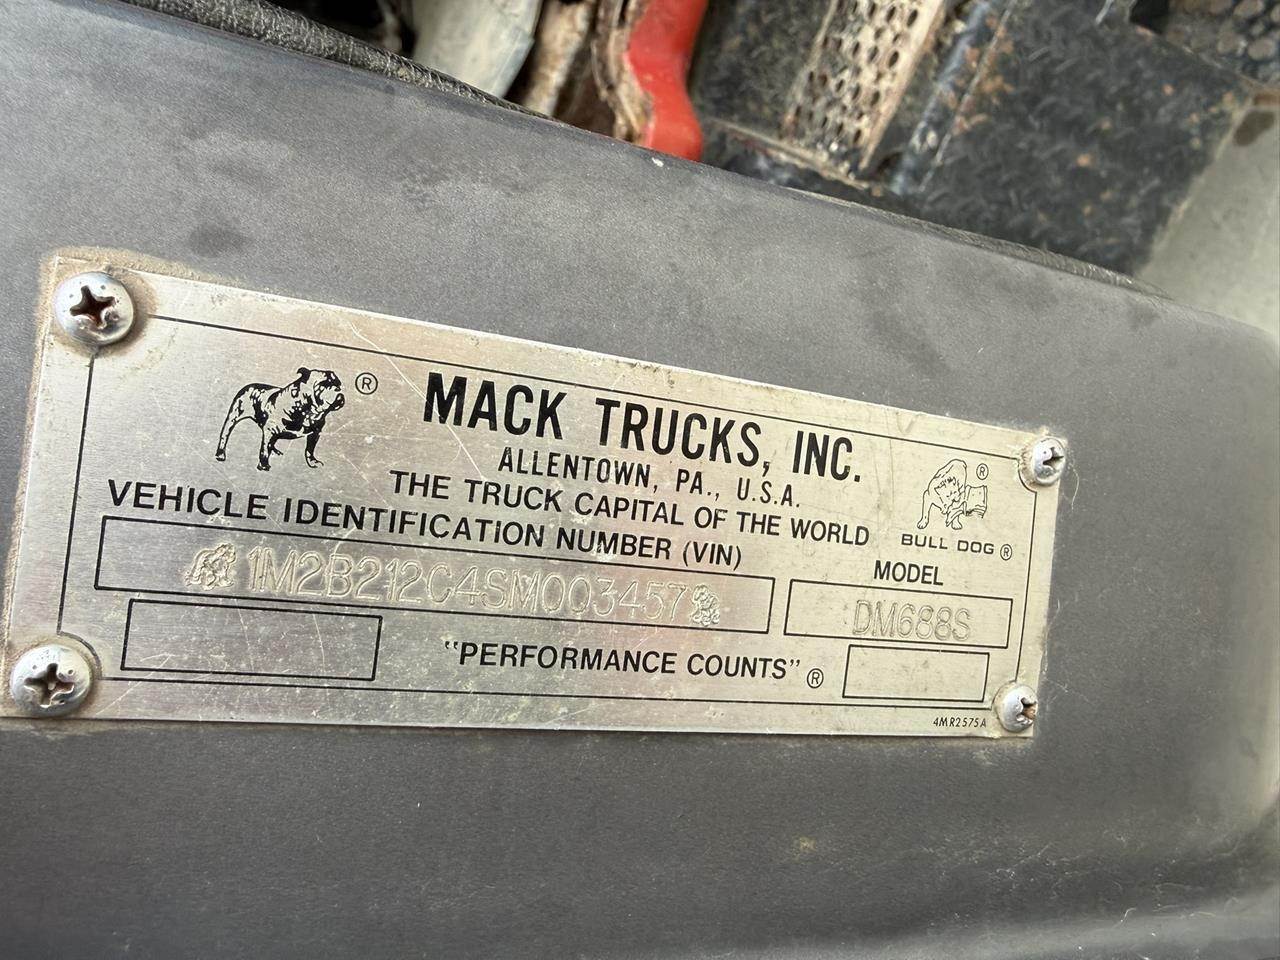 ® MACK TRUCKS, INC.
ALLENTOWN, PA., U.S.A.
THE TRUCK CAPITAL OF THE WORLD
®
BULL DOG®
VEHICLE IDENTIFICATION NUMBER (VIN)
MODEL
1M2B212C4SM003457
DM688S
"PERFORMANCE COUNTS"®
4MR2575A